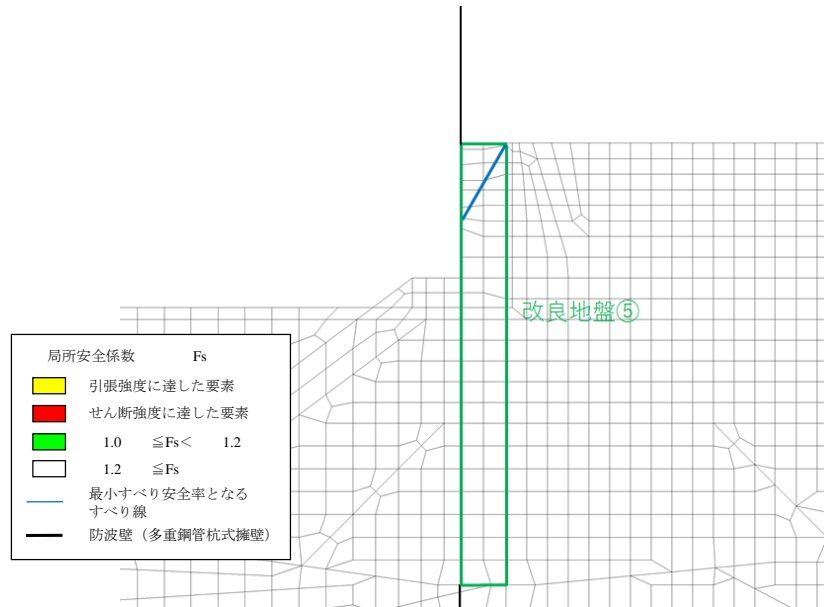 改良地盤⑤
局所安全係数 Fs
引張強度に達した要素
せん断強度に達した要素
1.0 ≦Fs＜ 1.2
1.2 ≦Fs
最小すべり安全率となる
すべり線
防波壁（多重鋼管杭式擁壁）